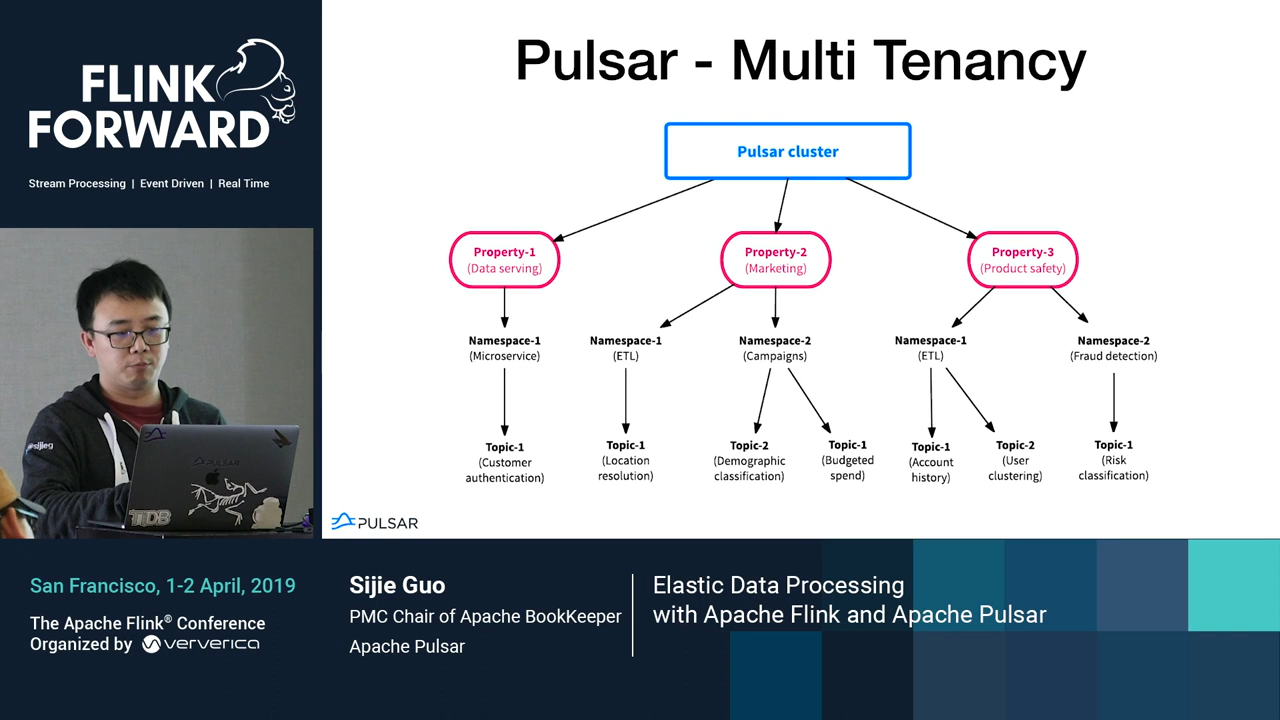 FLINK
FORWARD
Stream Processing | Event Driven | Real Time
Pulsar - Multi Tenancy
Pulsar cluster
Property-1
(Data serving)
Property-2
(Marketing)
Property-3
(Product safety)
Namespace-1
(Microservice)
Namespace-1
(ETL)
Namespace-2
(Campaigns)
Namespace-1
(ETL)
Namespace-2
(Fraud detection)
Topic-1
(Customer
authentication)
Topic-1
(Location
resolution)
Topic-2
(Demographic
classification)
Topic-1
(Budgeted
spend)
Topic-1
(Account
history)
Topic-2
(User
clustering)
Topic-1
(Risk
classification)
PULSAR
@sijieg
PULSAR
TiDB
San Francisco, 1-2 April, 2019
The Apache Flink® Conference
Organized by ververica
Sijie Guo
PMC Chair of Apache BookKeeper
Apache Pulsar
Elastic Data Processing
with Apache Flink and Apache Pulsar